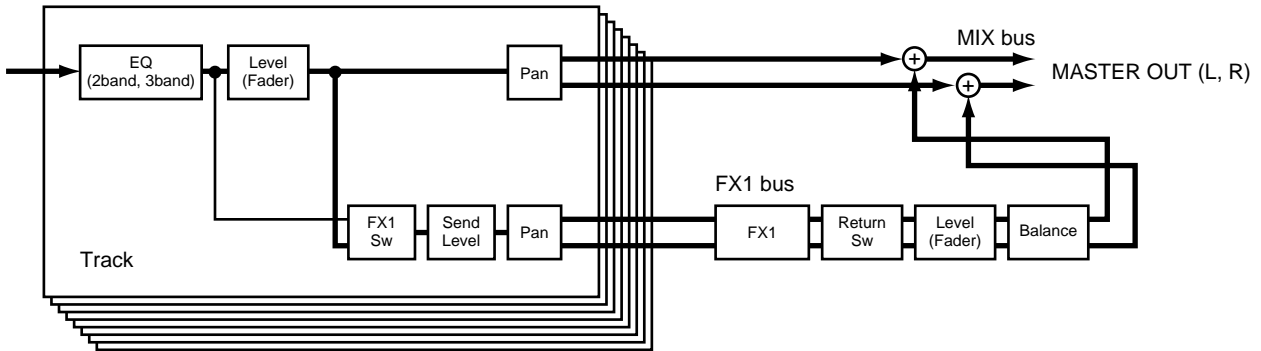 EQ
(2band, 3band)
Level
(Fader)
Pan
MIX bus
MASTER OUT (L, R)
+
+
FX1 bus
FX1
Sw
Send
Level
Pan
FX1
Return
Sw
Level
(Fader)
Balance
Track